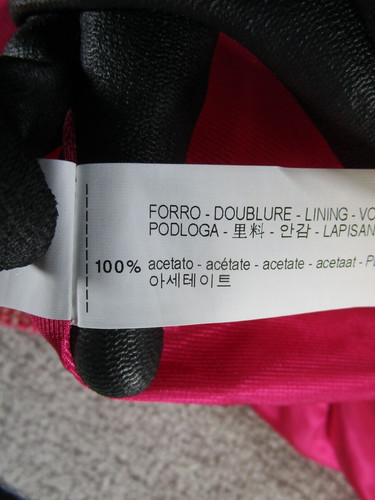 FORRO - DOUBLURE - LINING - VO
PODLOGA - 里料 - 안감 - LAPISAN
100% acetato - acétate - acetate - acetaat - P
아세테이트